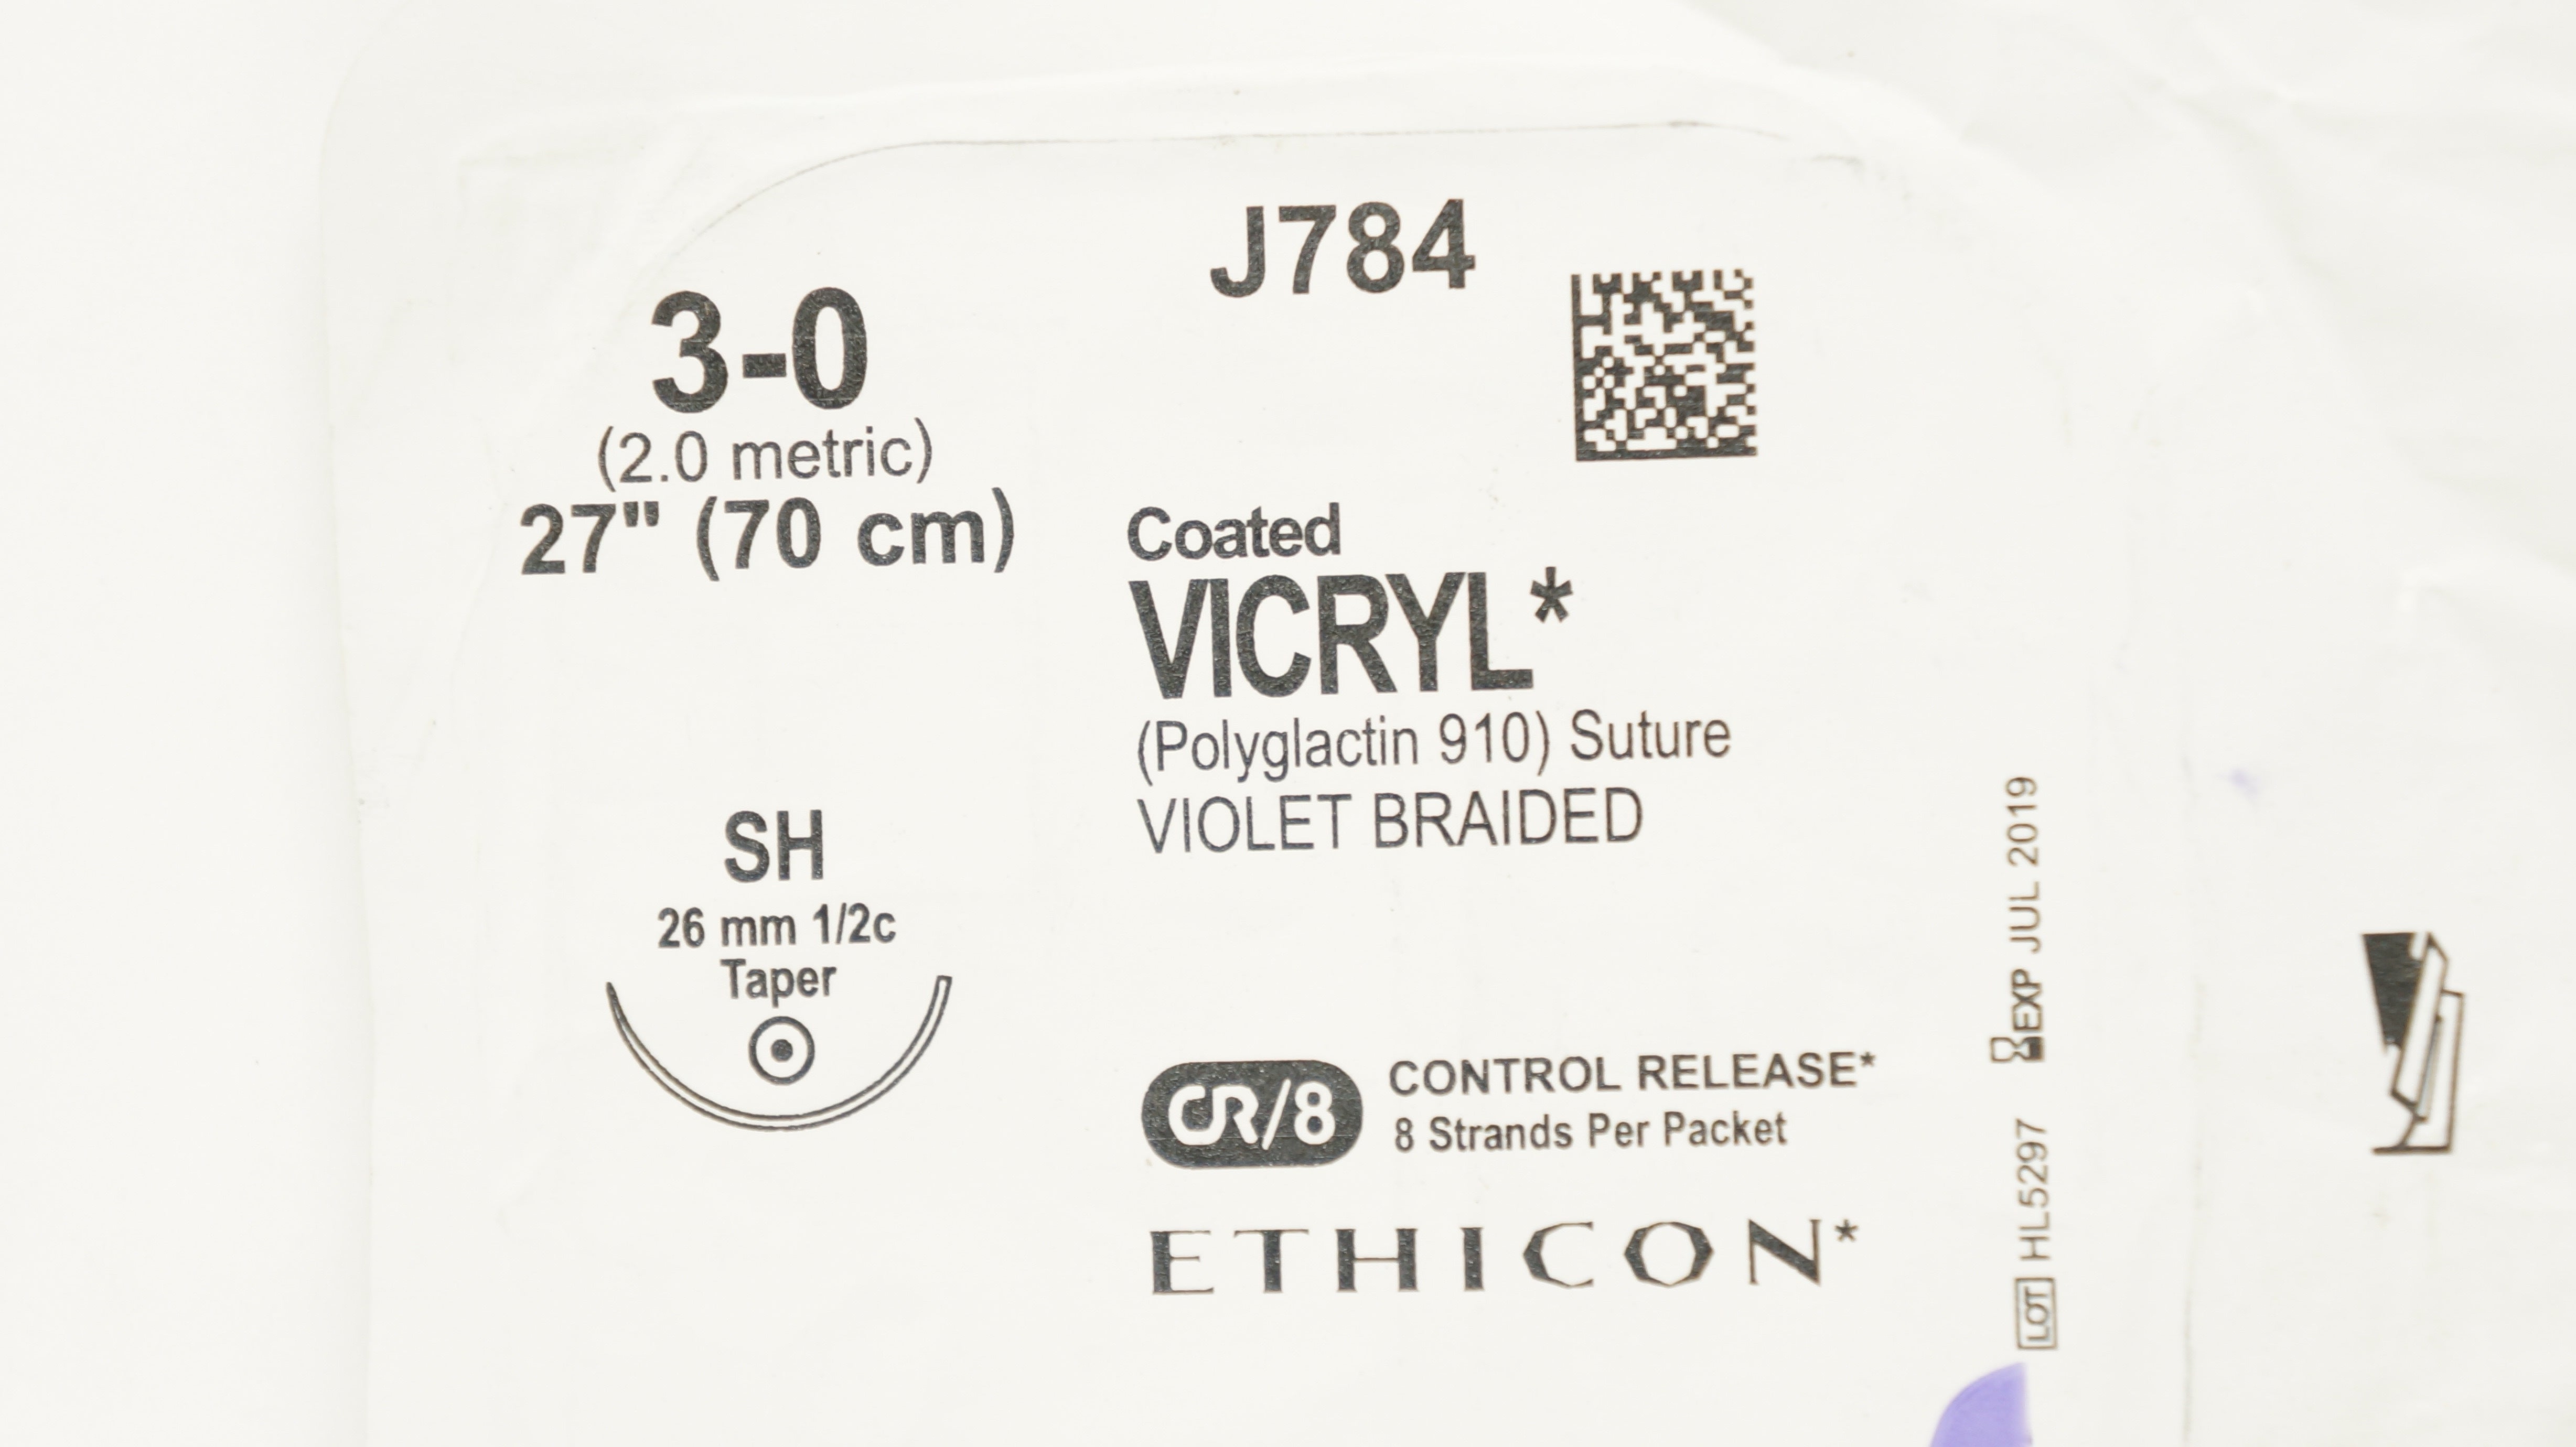 J784
3-0
(2.0 metric)
27" (70 cm)
Coated
VICRYL*
(Polyglactin 910) Suture
VIOLET BRAIDED
SH
26 mm 1/2c
Taper
CR/8
CONTROL RELEASE*
8 Strands Per Packet
ETHICON*
LOT HL5297
EXP JUL 2019